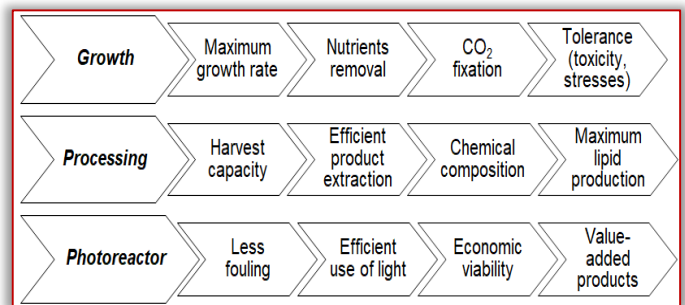 Growth
Maximum
growth rate
Nutrients
removal
CO₂
fixation
Tolerance
(toxicity,
stresses)
Processing
Harvest
capacity
Efficient
product
extraction
Chemical
composition
Maximum
lipid
production
Photoreactor
Less
fouling
Efficient
use of light
Economic
viability
Value-
added
products